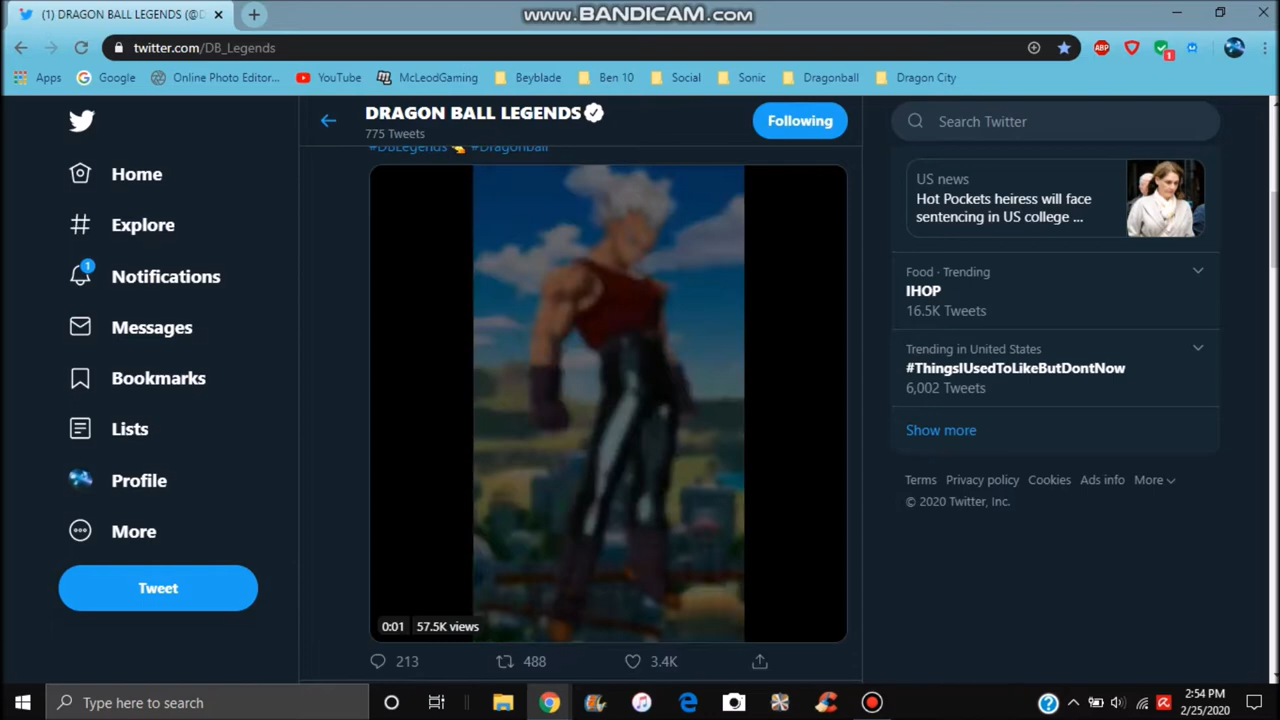 (1) DRAGON BALL LEGENDS (@D
www.BANDICAM.com
twitter.com/DB_Legends
ABP
1
Apps
Google
Online Photo Editor...
YouTube
McLeodGaming
Beyblade
Ben 10
Social
Sonic
Dragonball
Dragon City
DRAGON BALL LEGENDS
775 Tweets
Following
Search Twitter
#DBLegends #Dragonball
Home
Explore
1
Notifications
Messages
Bookmarks
Lists
Profile
More
Tweet
0:01
57.5K views
213
488
3.4K
US news
Hot Pockets heiress will face
sentencing in US college ...
Food · Trending
IHOP
16.5K Tweets
Trending in United States
#ThingsIUsedToLikeButDontNow
6,002 Tweets
Show more
Terms Privacy policy Cookies Ads info More
© 2020 Twitter, Inc.
Type here to search
2:54 PM
2/25/2020